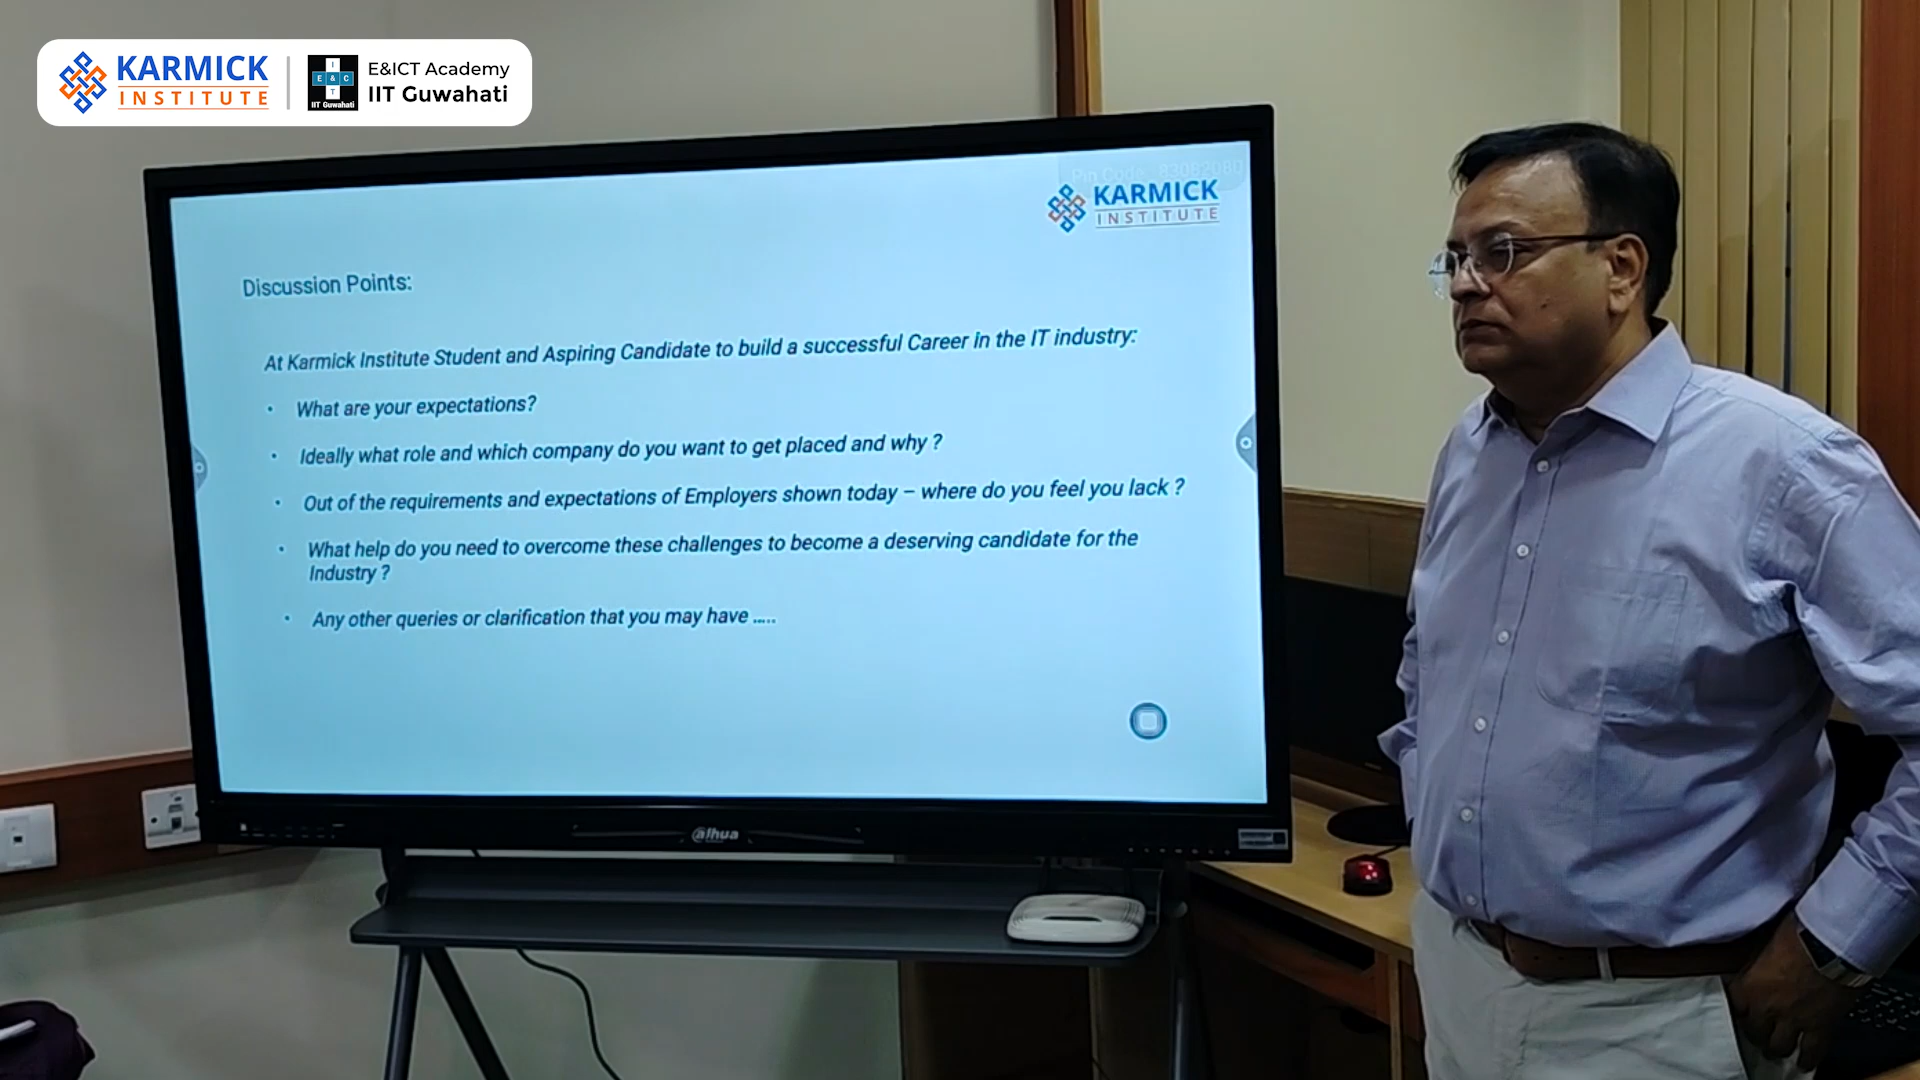 KARMICK
INSTITUTE
I
E & C
T
IIT Guwahati
E&ICT Academy
IIT Guwahati
Pin Code
KARMICK
INSTITUTE
Discussion Points:
At Karmick Institute Student and Aspiring Candidate to build a successful Career in the IT industry:
• What are your expectations?
• Ideally what role and which company do you want to get placed and why ?
• Out of the requirements and expectations of Employers shown today – where do you feel you lack ?
• What help do you need to overcome these challenges to become a deserving candidate for the
Industry ?
• Any other queries or clarification that you may have .....
alhua